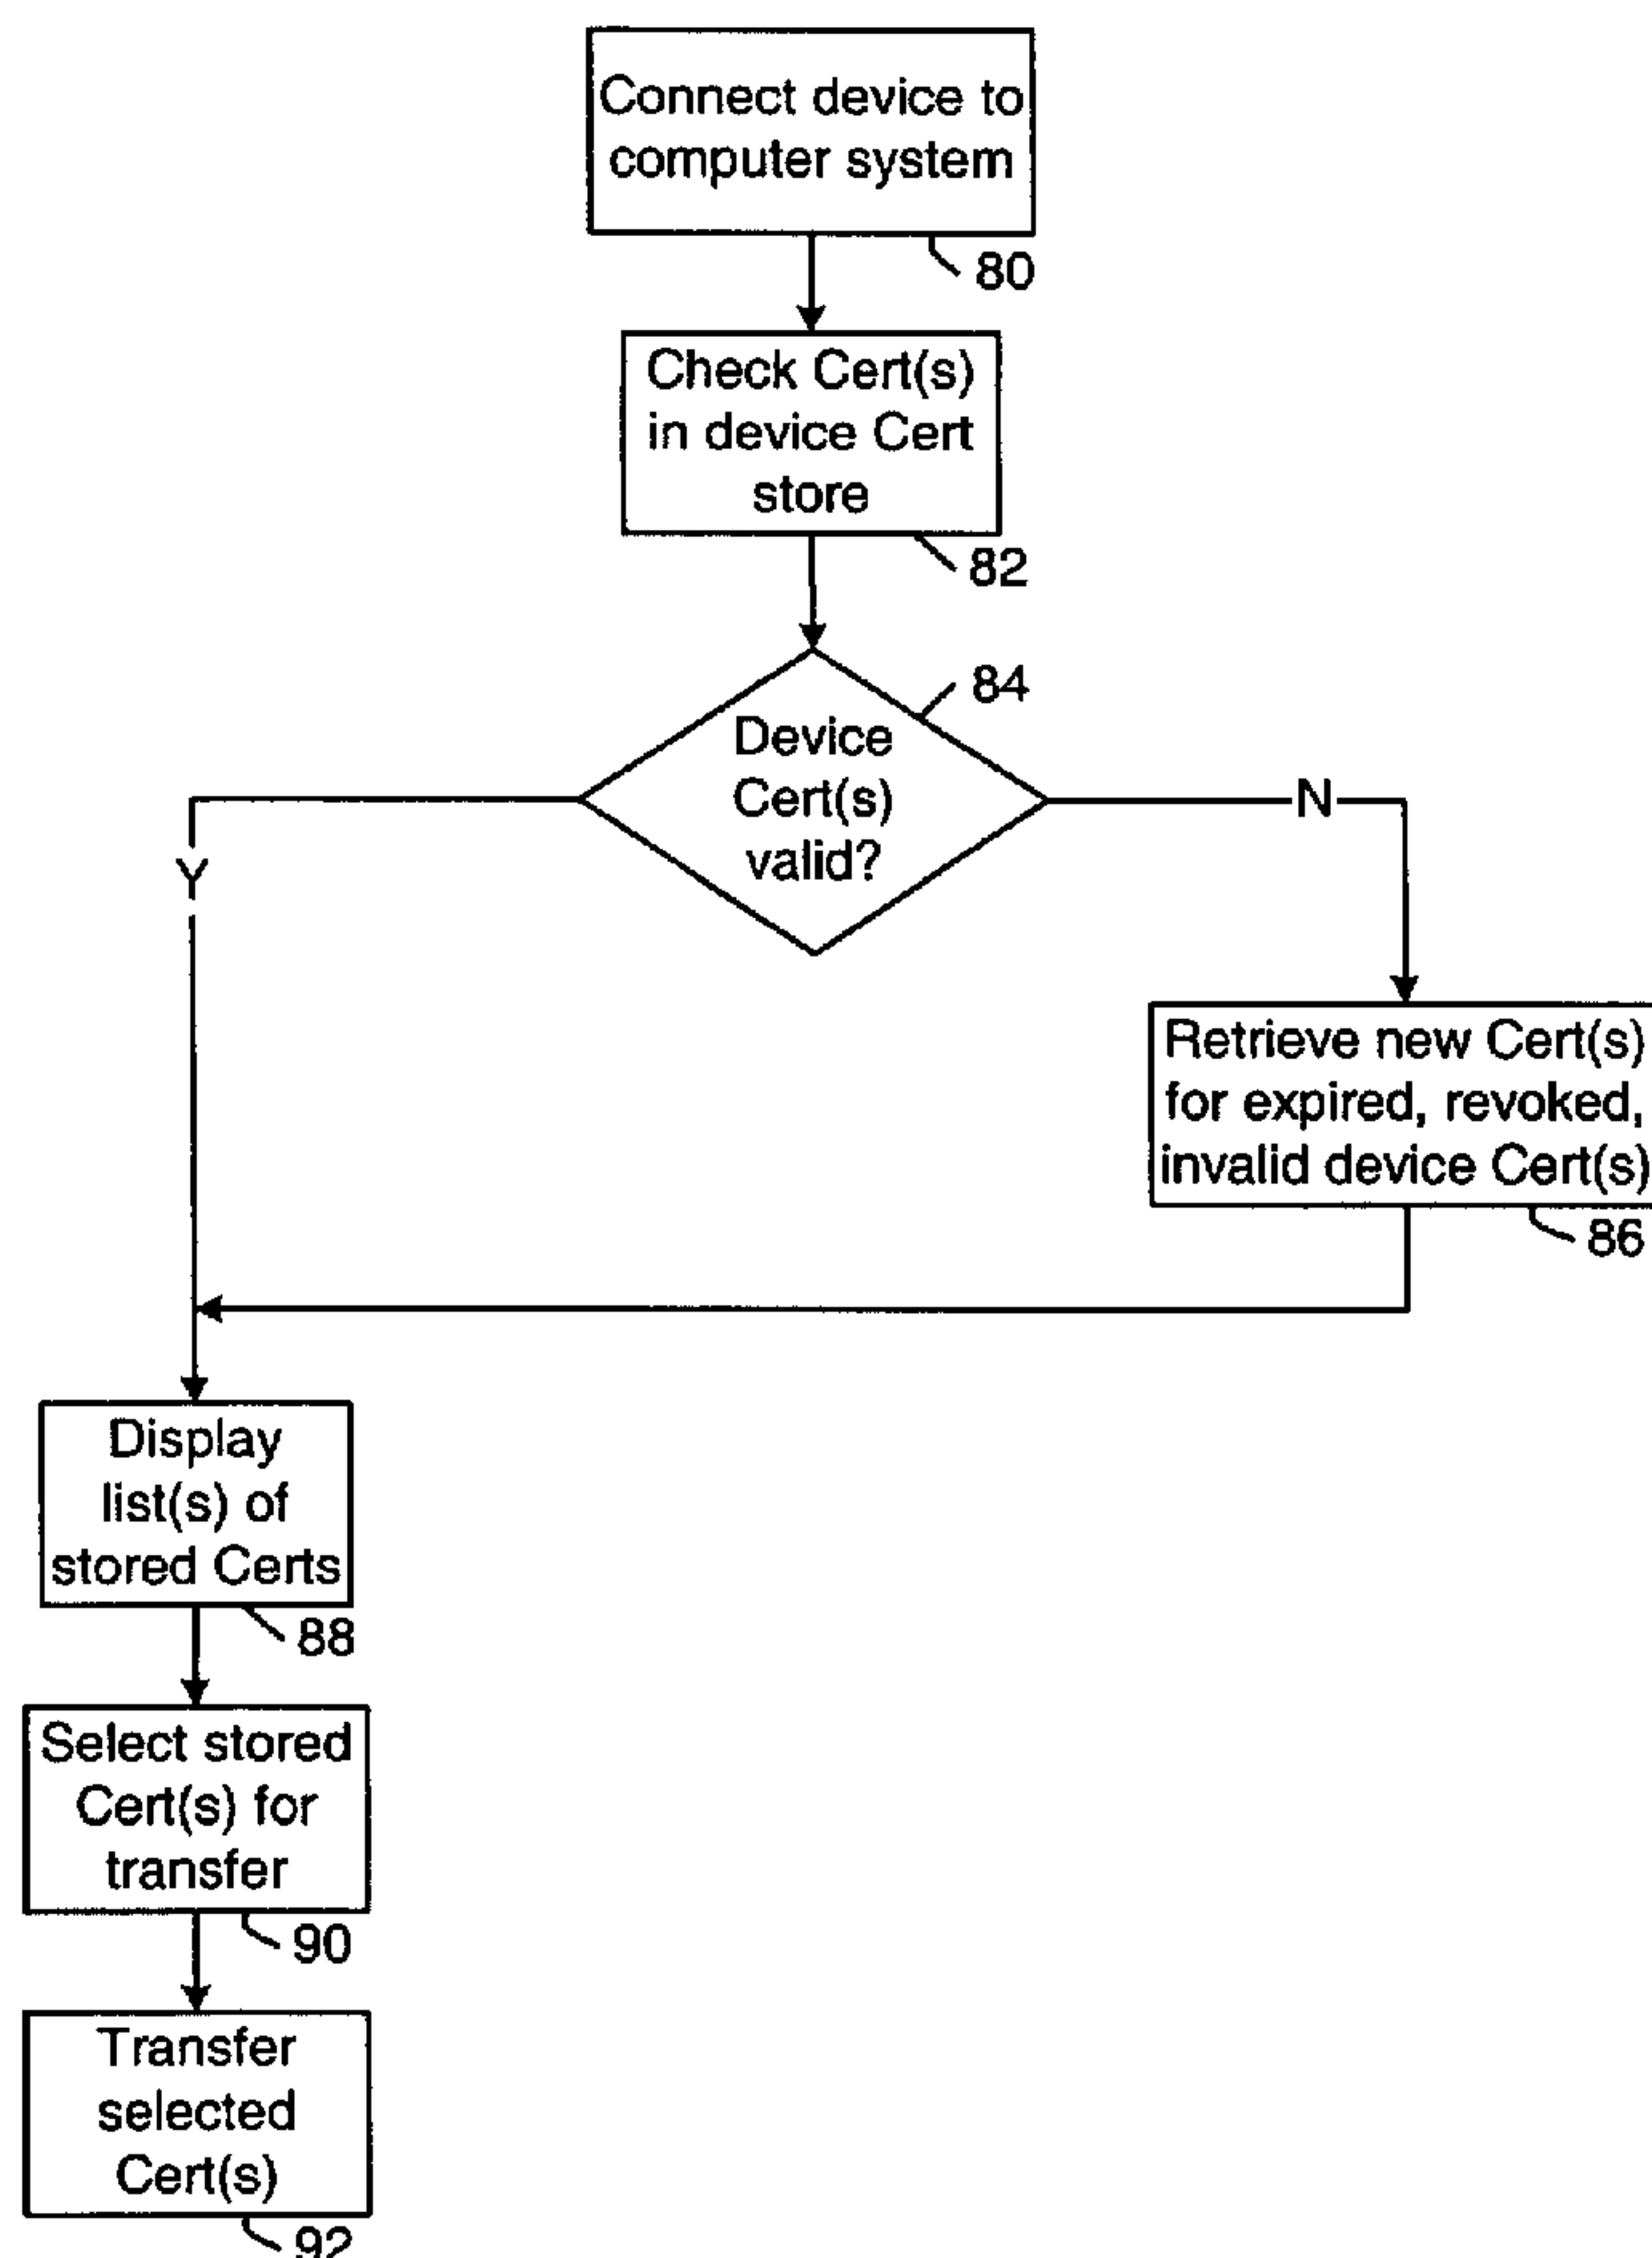 Connect device to
computer system
80
Check Cert(s)
in device Cert
store
82
84
Device
Cert(s)
valid?
Y
N
Retrieve new Cert(s)
for expired, revoked,
invalid device Cert(s)
86
Display
list(s) of
stored Certs
88
Select stored
Cert(s) for
transfer
90
Transfer
selected
Cert(s)
92